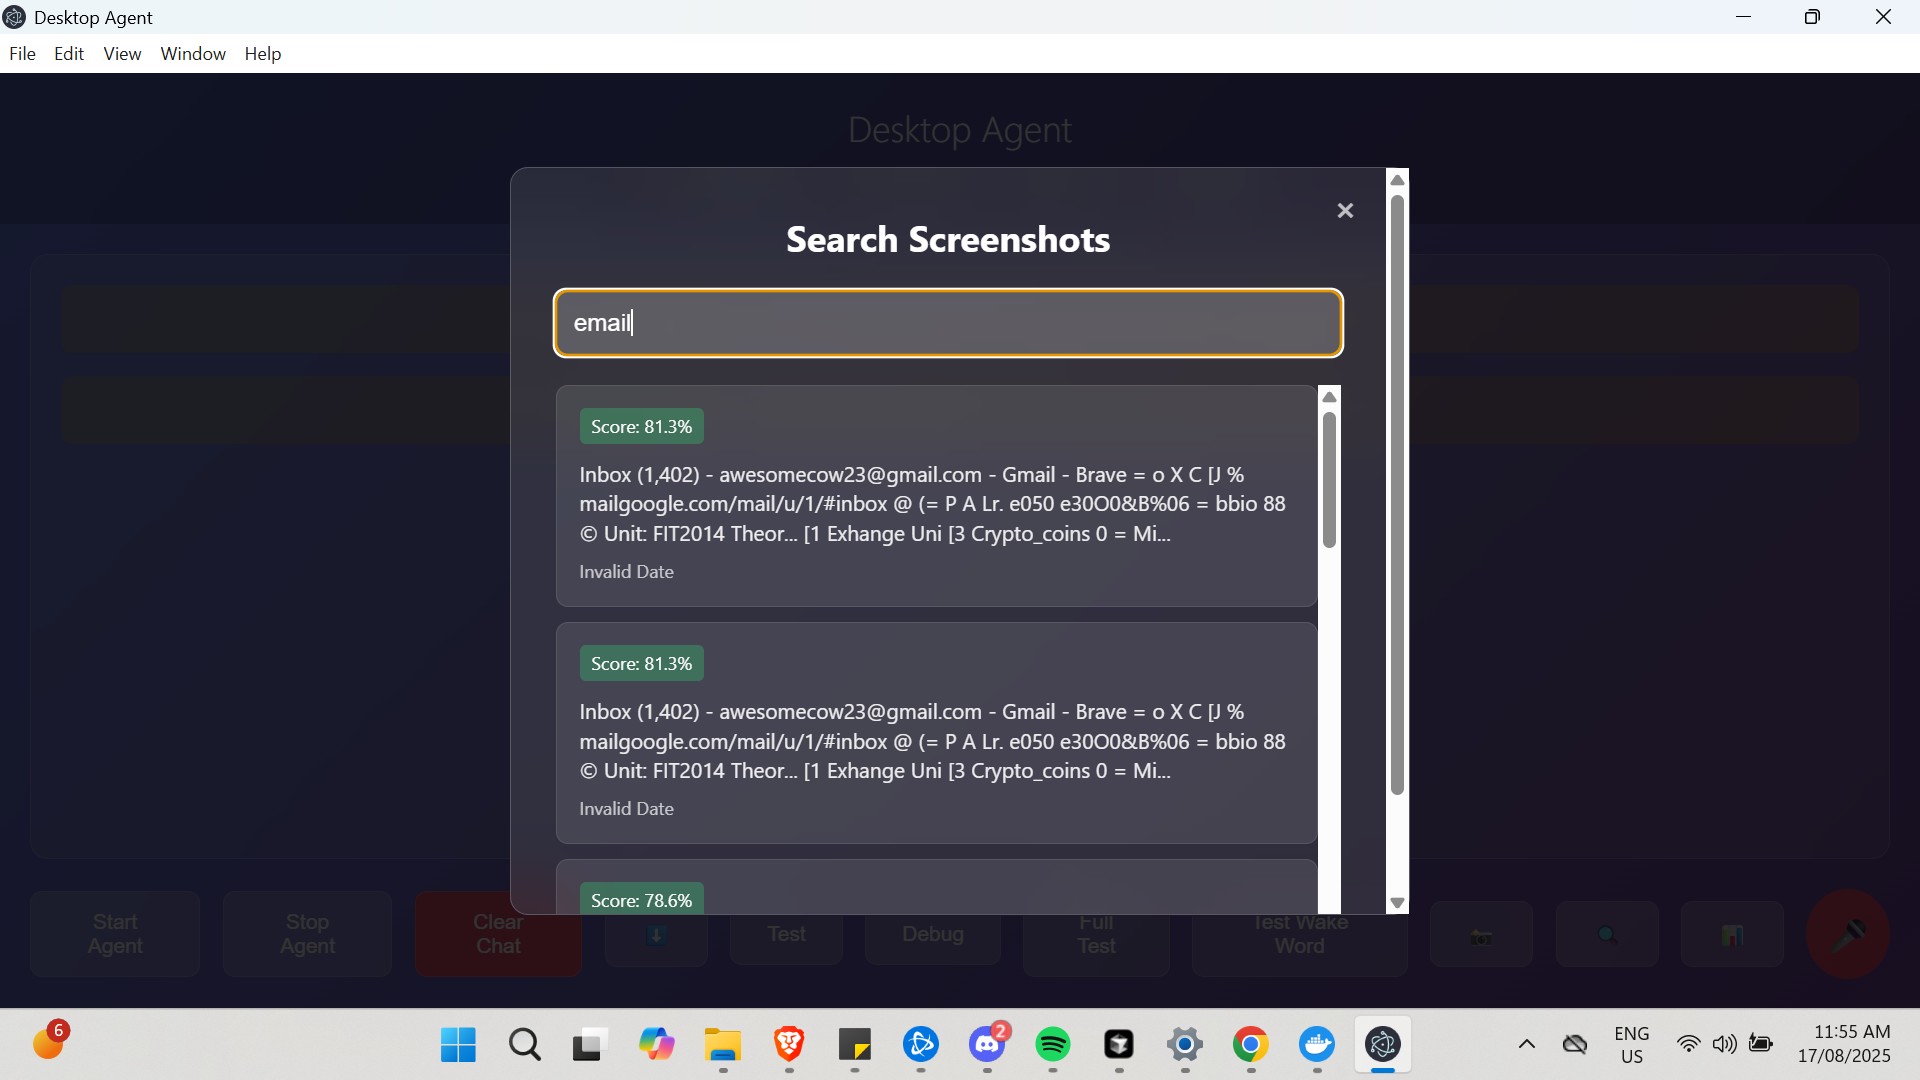 Desktop Agent
File Edit View Window Help
Desktop Agent
×
Search Screenshots
email
Score: 81.3%
Inbox (1,402) - awesomecow23@gmail.com - Gmail - Brave = o X C [J %
mailgoogle.com/mail/u/1/#inbox @ (= P A Lr. e050 e30O0&B%06 = bbio 88
© Unit: FIT2014 Theor... [1 Exhange Uni [3 Crypto_coins 0 = Mi...
Invalid Date
Score: 81.3%
Inbox (1,402) - awesomecow23@gmail.com - Gmail - Brave = o X C [J %
mailgoogle.com/mail/u/1/#inbox @ (= P A Lr. e050 e30O0&B%06 = bbio 88
© Unit: FIT2014 Theor... [1 Exhange Uni [3 Crypto_coins 0 = Mi...
Invalid Date
Score: 78.6%
Start
Agent
Stop
Agent
Clear
Chat
Test
Debug
Full
Test
Test Wake
Word
6
2
ENG
US
11:55 AM
17/08/2025